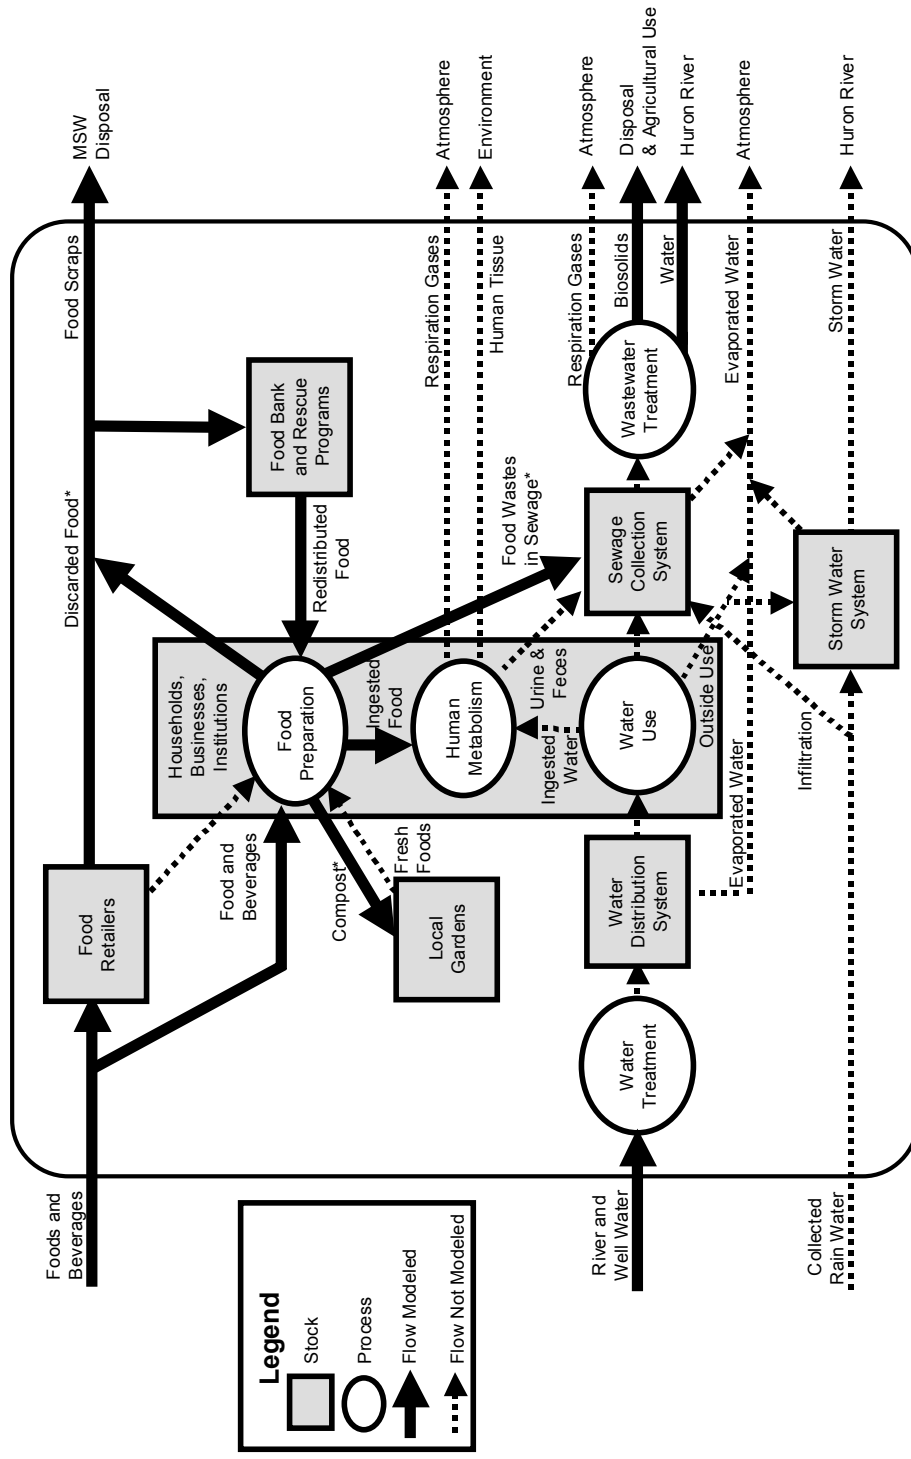 Foods and
Beverages
Food
Retailers
Discarded Food*
Food Scraps
MSW
Disposal
Food and
Beverages
Households,
Businesses,
Institutions
Food
Preparation
Redistributed
Food
Food Bank
and Rescue
Programs
Compost*
Fresh
Foods
Local
Gardens
Ingested
Food
Human
Metabolism
Food Wastes
in Sewage*
Respiration Gases
Atmosphere
Human Tissue
Environment
Urine &
Feces
Ingested
Water
River and
Well Water
Water
Treatment
Water
Distribution
System
Water
Use
Sewage
Collection
System
Wastewater
Treatment
Respiration Gases
Atmosphere
Biosolids
Disposal
& Agricultural Use
Water
Huron River
Outside Use
Evaporated Water
Evaporated Water
Atmosphere
Infiltration
Collected
Rain Water
Storm Water
System
Storm Water
Huron River
Legend
Stock
Process
Flow Modeled
Flow Not Modeled